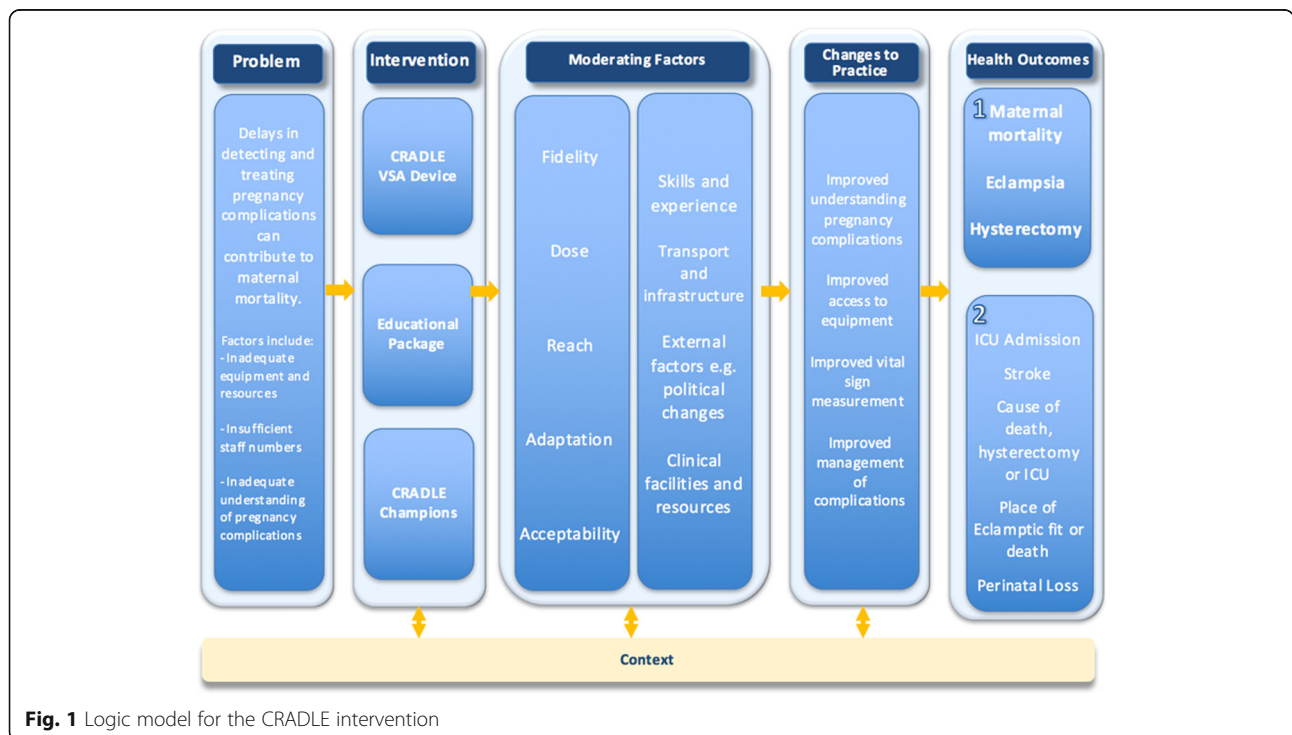 Problem
Delays in
detecting and
treating
pregnancy
complications
can
contribute to
maternal
mortality.
Factors include:
- Inadequate
equipment and
resources
- Insufficient
staff numbers
- Inadequate
understanding
of pregnancy
complications
Intervention
CRADLE
VSA Device
Educational
Package
CRADLE
Champions
Moderating Factors
Fidelity
Dose
Reach
Adaptation
Acceptability
Skills and
experience
Transport
and
infrastructure
External
factors e.g.
political
changes
Clinical
facilities and
resources
Changes to
Practice
Improved
understanding
pregnancy
complications
Improved
access to
equipment
Improved vital
sign
measurement
Improved
management
of
complications
Health Outcomes
1 Maternal
mortality
Eclampsia
Hysterectomy
2
ICU Admission
Stroke
Cause of
death,
hysterectomy
or ICU
Place of
Eclamptic fit or
death
Perinatal Loss
Context
Fig. 1 Logic model for the CRADLE intervention